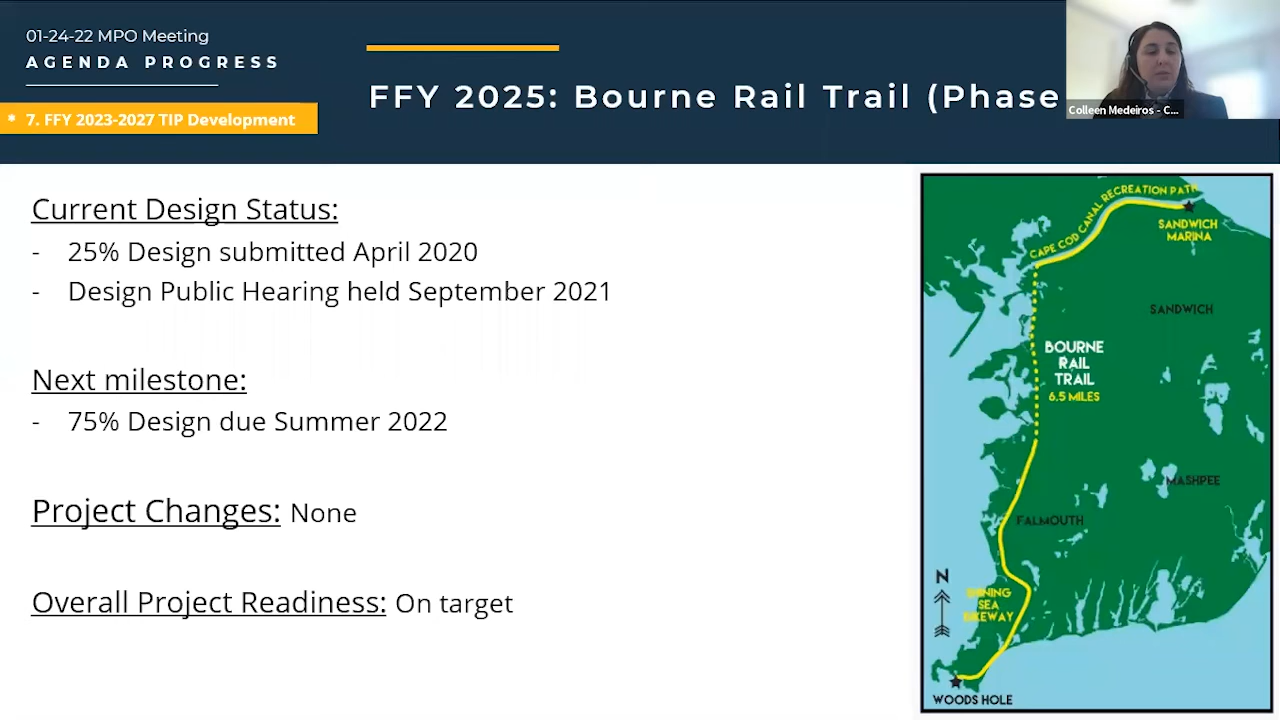 01-24-22 MPO Meeting
AGENDA PROGRESS
* 7. FFY 2023-2027 TIP Development
FFY 2025: Bourne Rail Trail (Phase
Colleen Medeiros - C...
Current Design Status:
- 25% Design submitted April 2020
- Design Public Hearing held September 2021
Next milestone:
- 75% Design due Summer 2022
Project Changes: None
Overall Project Readiness: On target
CAPE COD CANAL RECREATION PATH
SANDWICH
MARINA
SANDWICH
BOURNE
RAIL
TRAIL
6.5 MILES
MASHPEE
FALMOUTH
N
SHINING
SEA
BIKEWAY
WOODS HOLE